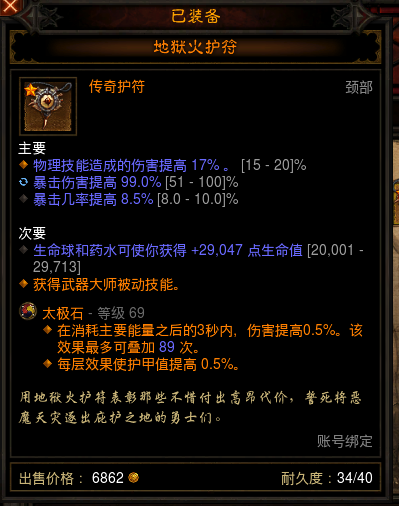 已装备
地狱火护符
传奇护符 颈部
主要
物理技能造成的伤害提高 17% 。 [15 - 20]%
暴击伤害提高 99.0% [51 - 100]%
暴击几率提高 8.5% [8.0 - 10.0]%
次要
生命球和药水可使你获得 +29,047 点生命值 [20,001 -
29,713]
获得武器大师被动技能。
太极石 - 等级 69
在消耗主要能量之后的3秒内，伤害提高0.5%。该
效果最多可叠加 89 次。
每层效果使护甲值提高 0.5%。
用地狱火护符表彰那些不惜付出高昂代价，誓死将恶
魔天灾逐出庇护之地的勇士们。
账号绑定
出售价格： 6862 耐久度：34/40